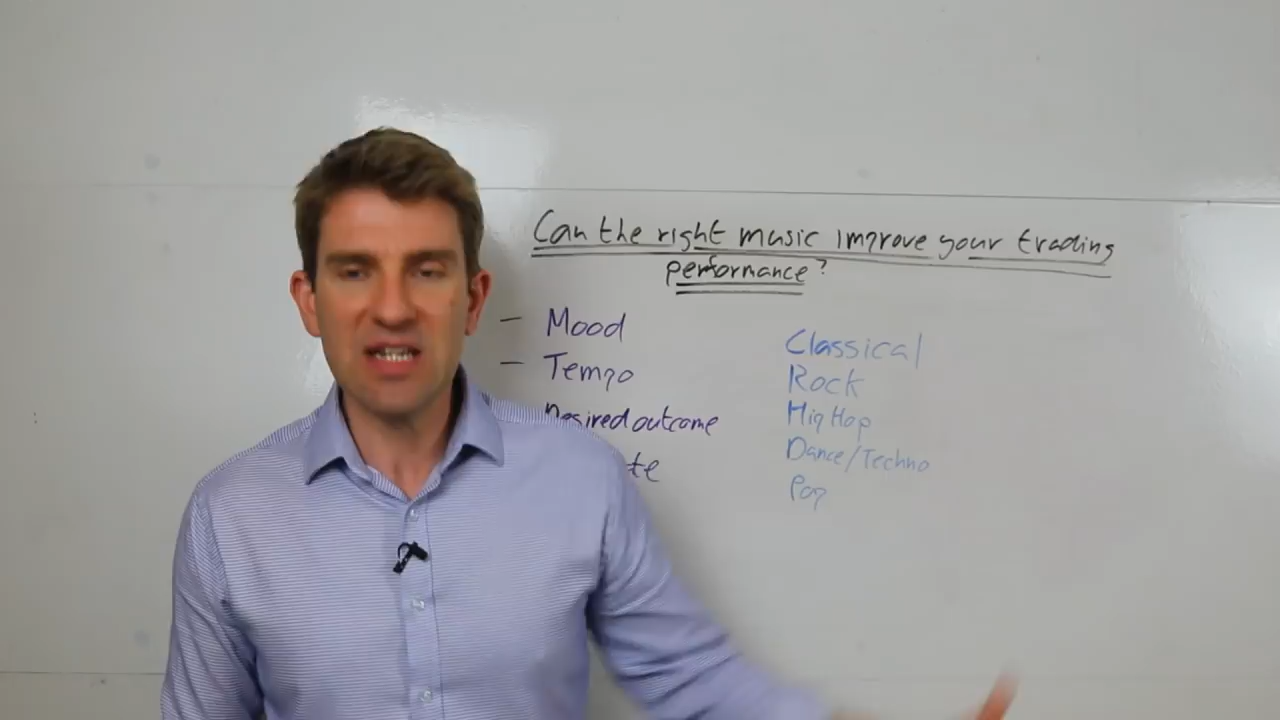 Can the right music improve your trading
performance?
- Mood
- Tempo
Desired outcome
Classical
Rock
Hip Hop
Dance/Techno
Pop